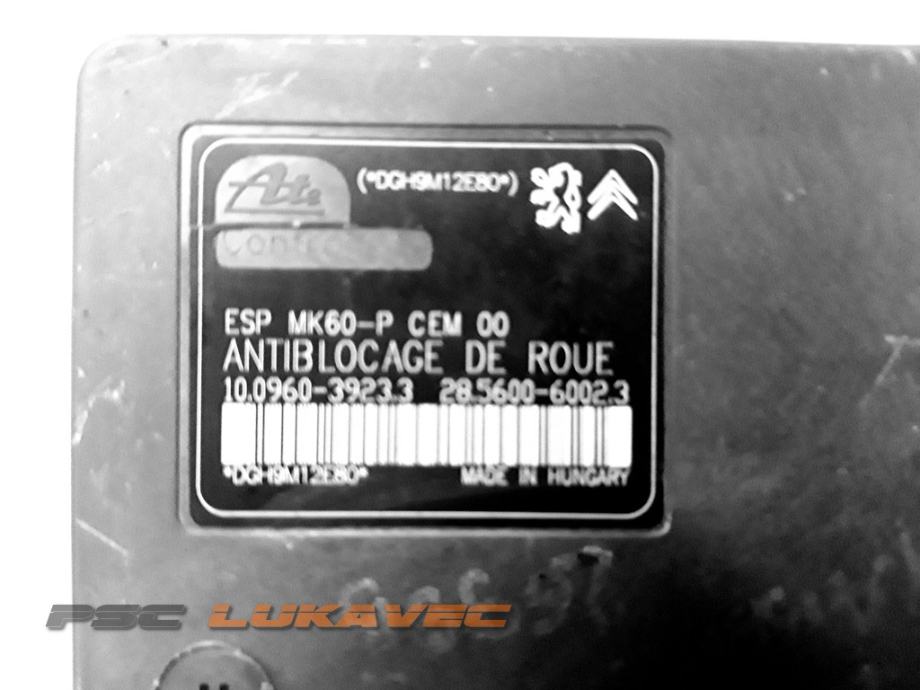 Ate
(*DGH9M12E80*)
ESP MK60-P CEM 00
ANTIBLOCAGE DE ROUE
10.0960-3923.3 28.5600-6002.3
*DGH9M12E80* MADE IN HUNGARY
PSC LUKAVEC